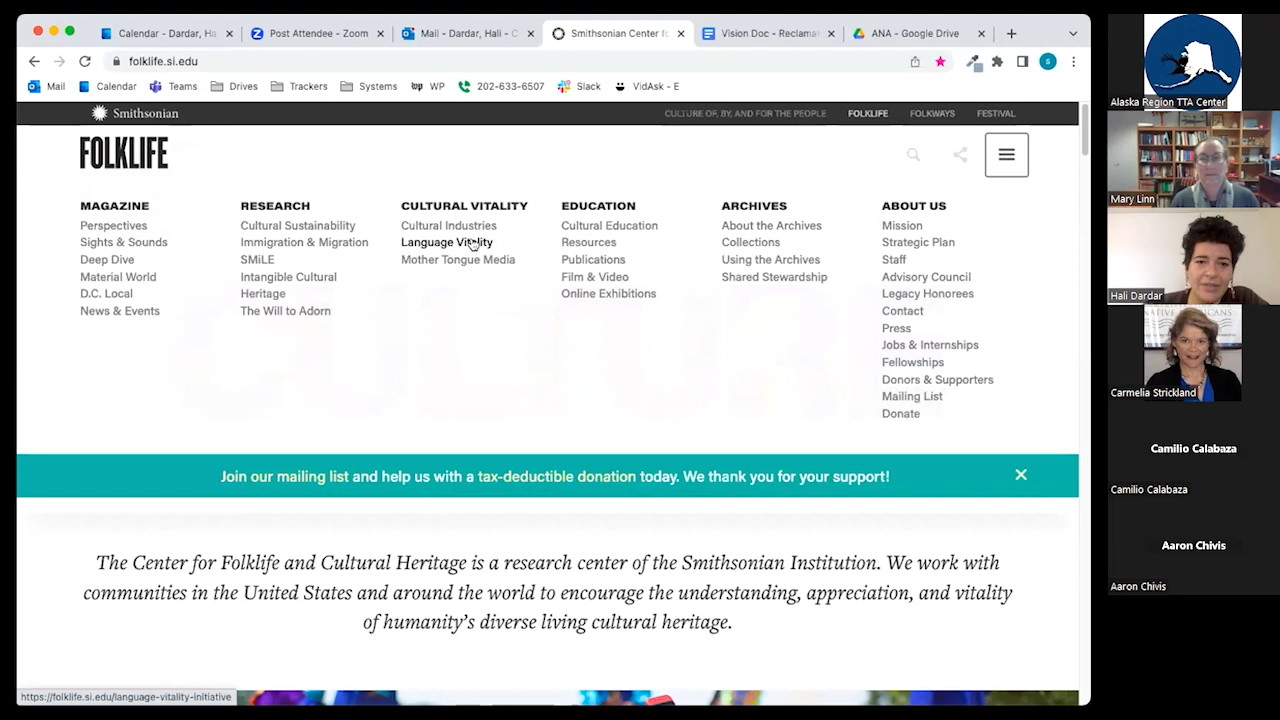 Calendar - Dardar, Ha
Post Attendee - Zoom
Mail - Dardar, Hali - O
Smithsonian Center fo
Vision Doc - Reclama
ANA - Google Drive
folklife.si.edu
S
Mail
Calendar
Teams
Drives
Trackers
Systems
WP
202-633-6507
Slack
VidAsk - E
Smithsonian
CULTURE OF, BY, AND FOR THE PEOPLE
FOLKLIFE
FOLKWAYS
FESTIVAL
FOLKLIFE
MAGAZINE
Perspectives
Sights & Sounds
Deep Dive
Material World
D.C. Local
News & Events
RESEARCH
Cultural Sustainability
Immigration & Migration
SMiLE
Intangible Cultural
Heritage
The Will to Adorn
CULTURAL VITALITY
Cultural Industries
Language Vitality
Mother Tongue Media
EDUCATION
Cultural Education
Resources
Publications
Film & Video
Online Exhibitions
ARCHIVES
About the Archives
Collections
Using the Archives
Shared Stewardship
ABOUT US
Mission
Strategic Plan
Staff
Advisory Council
Legacy Honorees
Contact
Press
Jobs & Internships
Fellowships
Donors & Supporters
Mailing List
Donate
Join our mailing list and help us with a tax-deductible donation today. We thank you for your support!
The Center for Folklife and Cultural Heritage is a research center of the Smithsonian Institution. We work with
communities in the United States and around the world to encourage the understanding, appreciation, and vitality
of humanity's diverse living cultural heritage.
https://folklife.si.edu/language-vitality-initiative
Alaska Region TTA Center
Mary Linn
Hali Dardar
Carmelia Strickland
Camilio Calabaza
Camilio Calabaza
Aaron Chivis
Aaron Chivis